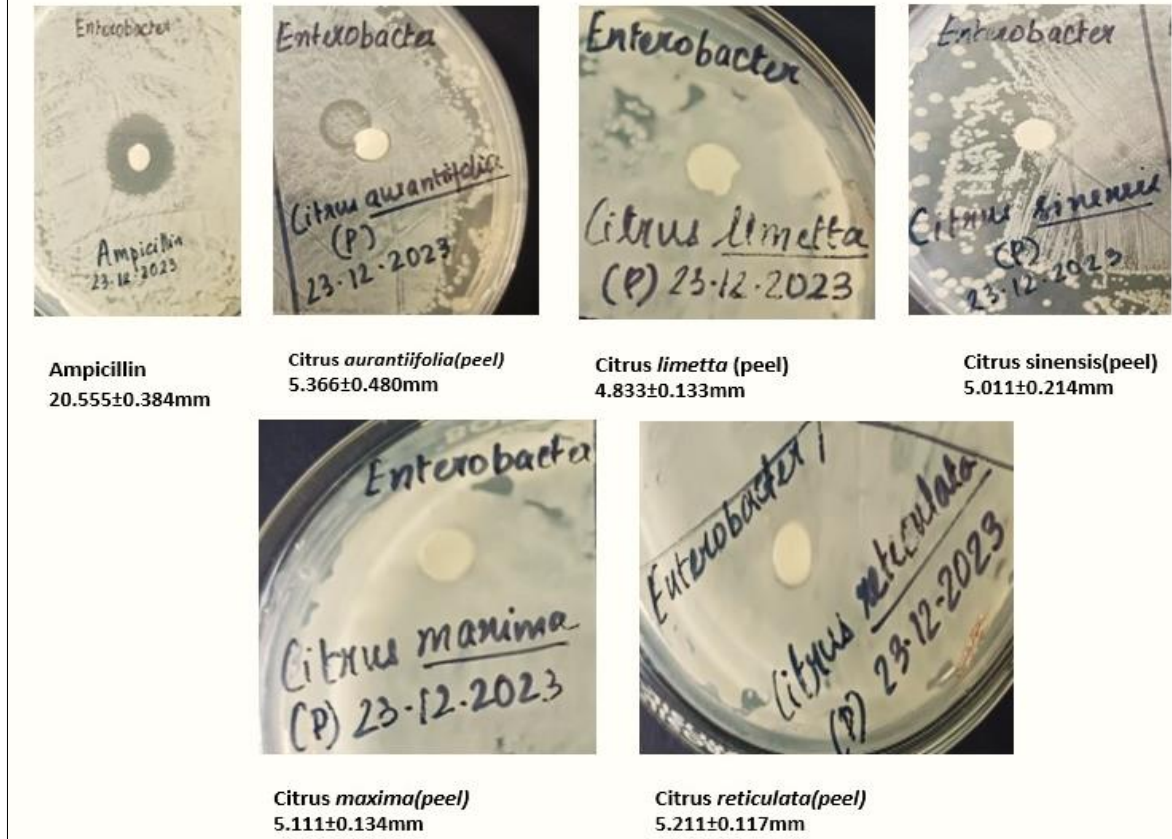 Enterobacter
Ampicillin
23.12.2023
Enterobacter
Citrus aurantifolia
(P)
23.12.2023
Enterobacter
Citrus limetta
(P) 23.12.2023
Enterobacter
Citrus sinensis
(P)
23.12.2023
Ampicillin
20.555±0.384mm
Citrus aurantiifolia(peel)
5.366±0.480mm
Citrus limetta (peel)
4.833±0.133mm
Citrus sinensis(peel)
5.011±0.214mm
Enterobacter
Citrus maxima
(P) 23.12.2023
Enterobacter
Citrus reticulata
(P) 23.12.2023
Citrus maxima(peel)
5.111±0.134mm
Citrus reticulata(peel)
5.211±0.117mm